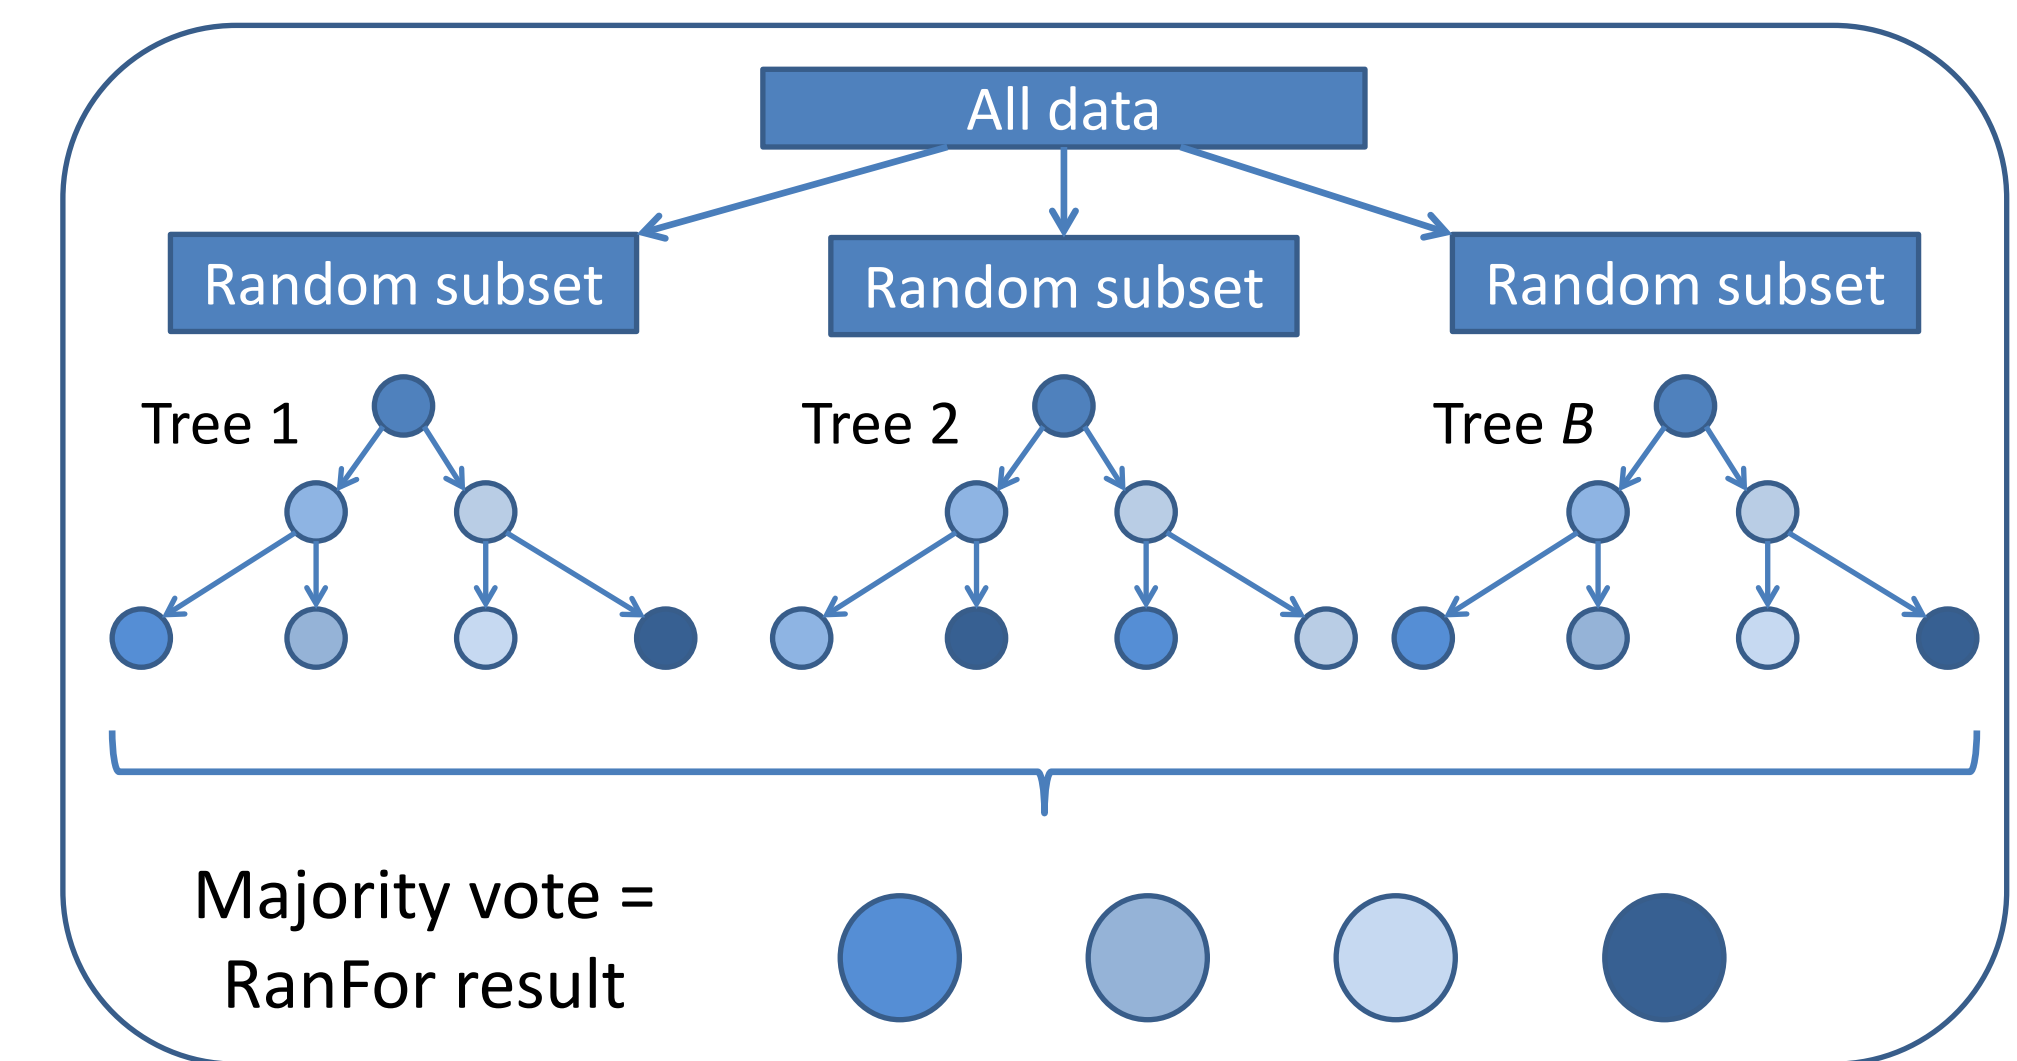 All data
Random subset
Random subset
Random subset
Tree 1
Tree 2
Tree B
Majority vote =
RanFor result